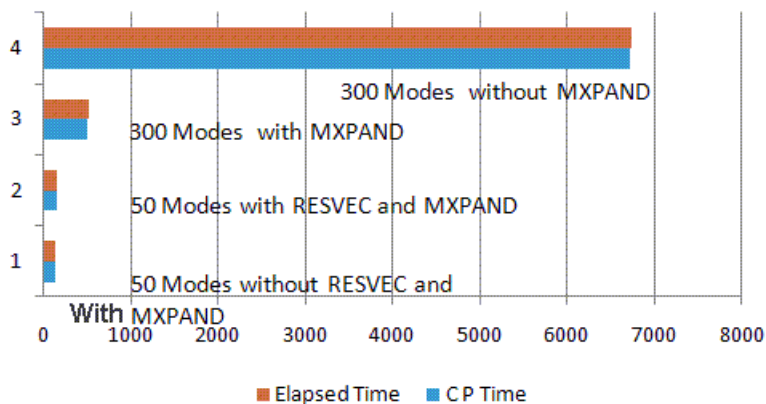 4
300 Modes without MXPAND
3
300 Modes with MXPAND
2
50 Modes with RESVEC and MXPAND
1
50 Modes without RESVEC and
With MXPAND
0 1000 2000 3000 4000 5000 6000 7000 8000
Elapsed Time CP Time